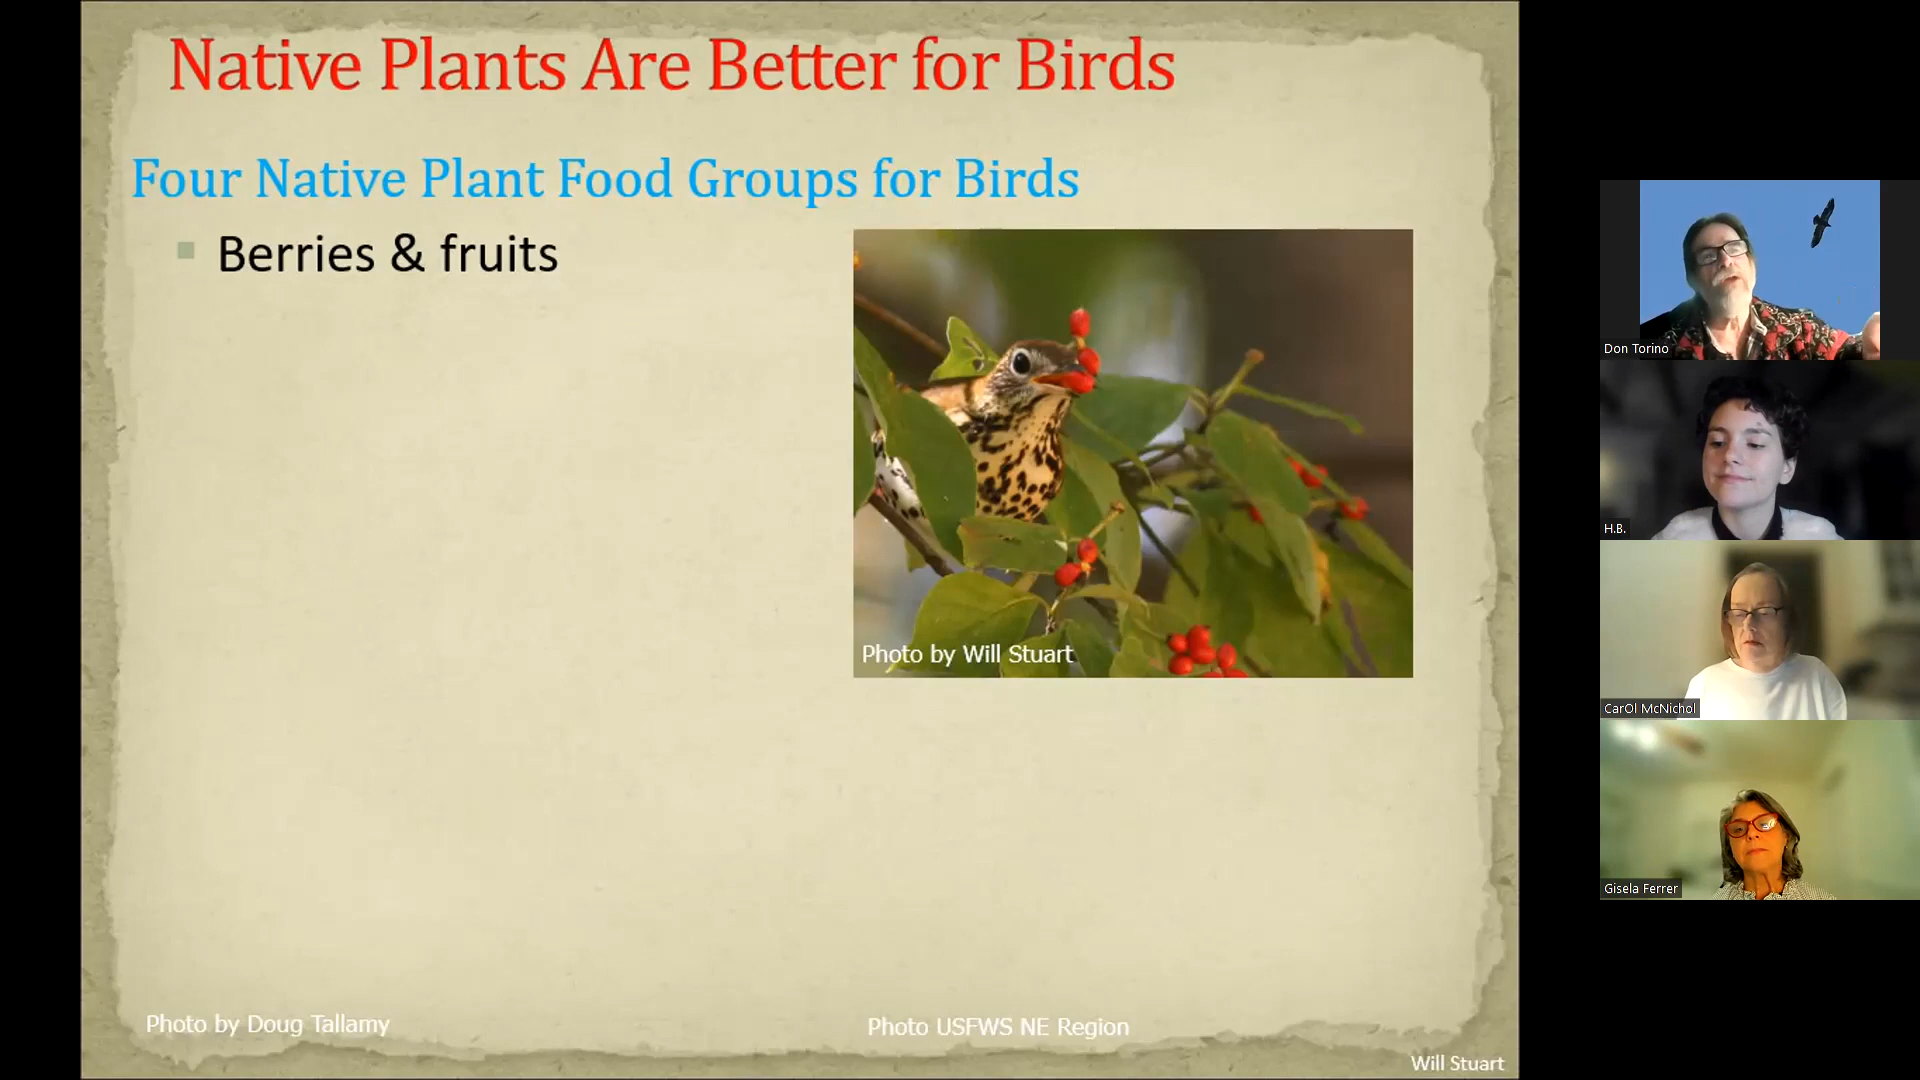 Native Plants Are Better for Birds
Four Native Plant Food Groups for Birds
Berries & fruits
Photo by Will Stuart
Photo by Doug Tallamy
Photo USFWS NE Region
Will Stuart
Don Torino
H.B.
CarOl McNichol
Gisela Ferrer